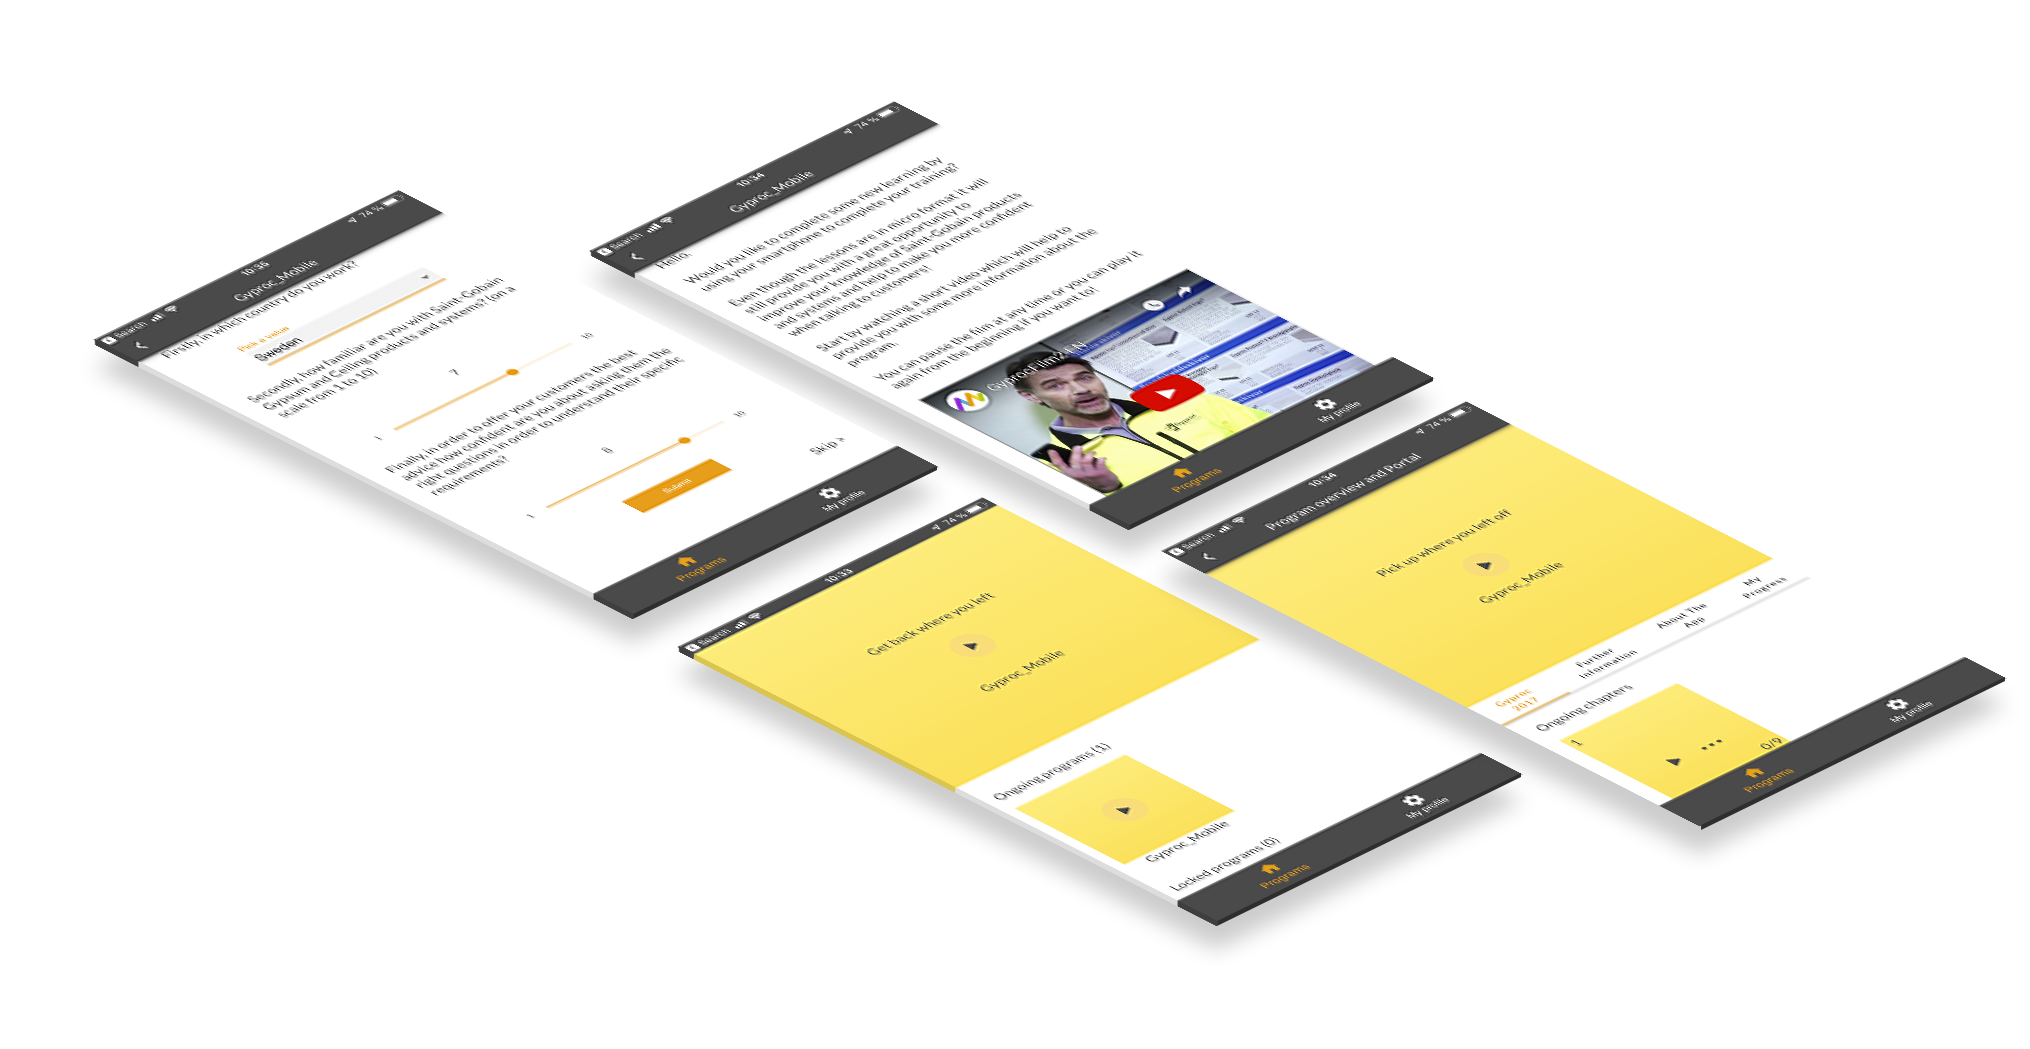 Search
10:35
74 %
Gyproc_Mobile
Firstly, in which country do you work?
Pick a value
Sweden
Secondly, how familiar are you with Saint-Gobain
Gypsum and Ceiling products and systems? (on a
scale from 1 to 10)
7
1
10
Finally, in order to offer your customers the best
advice how confident are you about asking them the
right questions in order to understand their specific
requirements?
1
10
Submit
Skip »
Programs
My profile
Search
10:34
74 %
Gyproc_Mobile
Hello,
Would you like to complete some new learning by
using your smartphone to complete your training?
Even though the lessons are in micro format it will
still provide you with a great opportunity to
improve your knowledge of Saint-Gobain products
and systems and help to make you more confident
when talking to customers!
Start by watching a short video which will help to
provide you with some more information about the
program.
You can pause the film at any time or you can play it
again from the beginning if you want to!
GyprocFilm2 EN
Programs
My profile
Search
10:33
74 %
Get back where you left
Gyproc_Mobile
Ongoing programs (1)
Gyproc_Mobile
Locked programs (0)
Programs
My profile
Search
10:34
74 %
Program overview and Portal
Pick up where you left off
Gyproc_Mobile
Gyproc
2017
Further
Information
About The
App
My
Progress
Ongoing chapters
1
0/9
Programs
My profile